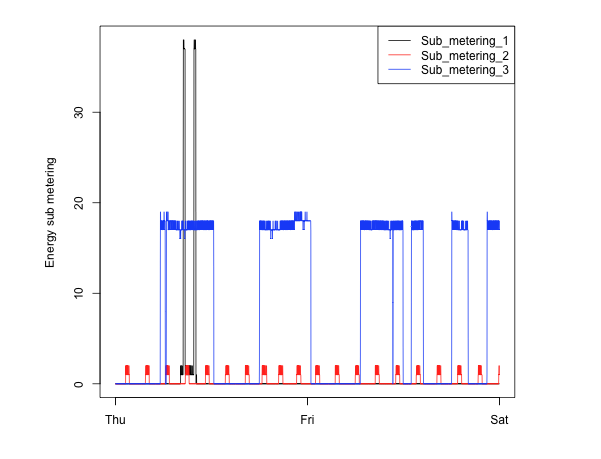 Sub_metering_1
Sub_metering_2
Sub_metering_3
Energy sub metering
30
20
10
0
Thu Fri Sat